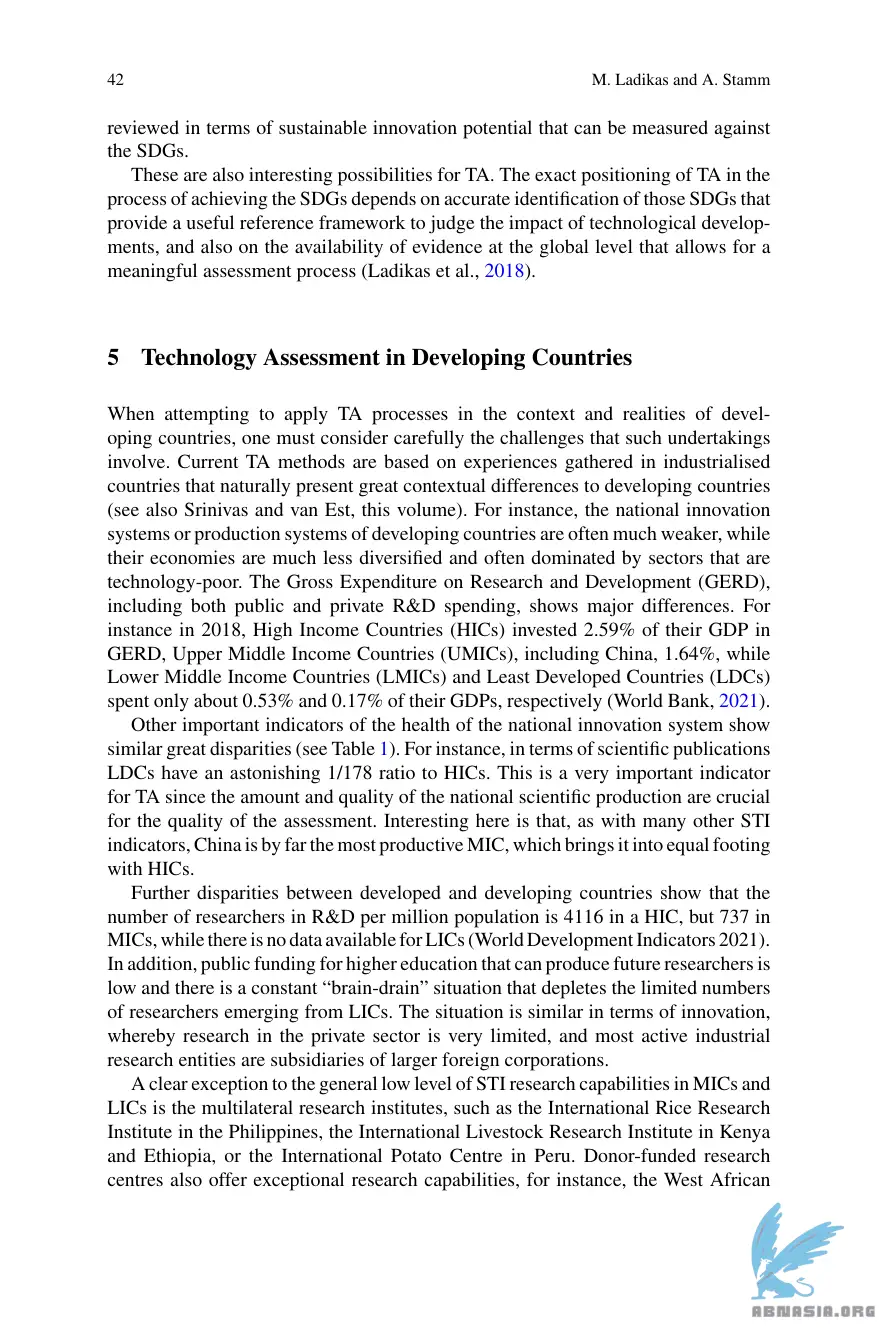 42
M. Ladikas and A. Stamm
reviewed in terms of sustainable innovation potential that can be measured against
the SDGs.
These are also interesting possibilities for TA. The exact positioning of TA in the
process of achieving the SDGs depends on accurate identification of those SDGs that
provide a useful reference framework to judge the impact of technological develop-
ments, and also on the availability of evidence at the global level that allows for a
meaningful assessment process (Ladikas et al., 2018).
5 Technology Assessment in Developing Countries
When attempting to apply TA processes in the context and realities of devel-
oping countries, one must consider carefully the challenges that such undertakings
involve. Current TA methods are based on experiences gathered in industrialised
countries that naturally present great contextual differences to developing countries
(see also Srinivas and van Est, this volume). For instance, the national innovation
systems or production systems of developing countries are often much weaker, while
their economies are much less diversified and often dominated by sectors that are
technology-poor. The Gross Expenditure on Research and Development (GERD),
including both public and private R&D spending, shows major differences. For
instance in 2018, High Income Countries (HICs) invested 2.59% of their GDP in
GERD, Upper Middle Income Countries (UMICs), including China, 1.64%, while
Lower Middle Income Countries (LMICs) and Least Developed Countries (LDCs)
spent only about 0.53% and 0.17% of their GDPs, respectively (World Bank, 2021).
Other important indicators of the health of the national innovation system show
similar great disparities (see Table 1). For instance, in terms of scientific publications
LDCs have an astonishing 1/178 ratio to HICs. This is a very important indicator
for TA since the amount and quality of the national scientific production are crucial
for the quality of the assessment. Interesting here is that, as with many other STI
indicators, China is by far the most productive MIC, which brings it into equal footing
with HICs.
Further disparities between developed and developing countries show that the
number of researchers in R&D per million population is 4116 in a HIC, but 737 in
MICs, while there is no data available for LICs (World Development Indicators 2021).
In addition, public funding for higher education that can produce future researchers is
low and there is a constant “brain-drain” situation that depletes the limited numbers
of researchers emerging from LICs. The situation is similar in terms of innovation,
whereby research in the private sector is very limited, and most active industrial
research entities are subsidiaries of larger foreign corporations.
A clear exception to the general low level of STI research capabilities in MICs and
LICs is the multilateral research institutes, such as the International Rice Research
Institute in the Philippines, the International Livestock Research Institute in Kenya
and Ethiopia, or the International Potato Centre in Peru. Donor-funded research
centres also offer exceptional research capabilities, for instance, the West African
ABNASIA.ORG